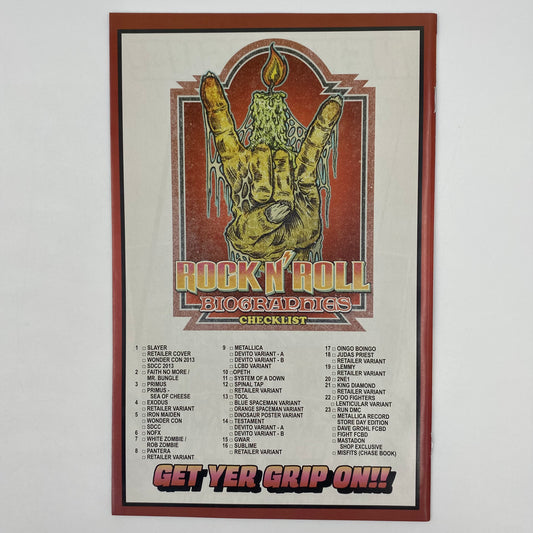 ROCK N' ROLL
BIOGRAPHIES
CHECKLIST
1 □ SLAYER
□ RETAILER COVER
□ WONDER CON 2013
□ SDCC 2013
2 □ FAITH NO MORE /
MR. BUNGLE
3 □ PRIMUS
□ PRIMUS -
SEA OF CHEESE
4 □ EXODUS
□ RETAILER VARIANT
5 □ IRON MAIDEN
□ WONDER CON
□ SDCC
6 □ NOFX
7 □ WHITE ZOMBIE /
ROB ZOMBIE
8 □ PANTERA
□ RETAILER VARIANT
9 □ METALLICA
□ DEVITO VARIANT - A
□ DEVITO VARIANT - B
□ LCBD VARIANT
10 □ OPETH
11 □ SYSTEM OF A DOWN
12 □ SPINAL TAP
□ RETAILER VARIANT
13 □ TOOL
□ BLUE SPACEMAN VARIANT
□ ORANGE SPACEMAN VARIANT
□ DINOSAUR POSTER VARIANT
14 □ TESTAMENT
□ DEVITO VARIANT - A
□ DEVITO VARIANT - B
15 □ GWAR
16 □ SUBLIME
□ RETAILER VARIANT
17 □ OINGO BOINGO
18 □ JUDAS PRIEST
□ RETAILER VARIANT
19 □ LEMMY
□ RETAILER VARIANT
20 □ 2NE1
21 □ KING DIAMOND
□ RETAILER VARIANT
22 □ FOO FIGHTERS
□ LENTICULAR VARIANT
23 □ RUN DMC
□ METALLICA RECORD
STORE DAY EDITION
□ DAVE GROHL FCBD
□ FIGHT FCBD
□ MASTADON
SHOP EXCLUSIVE
□ MISFITS (CHASE BOOK)
GET YER GRIP ON!!